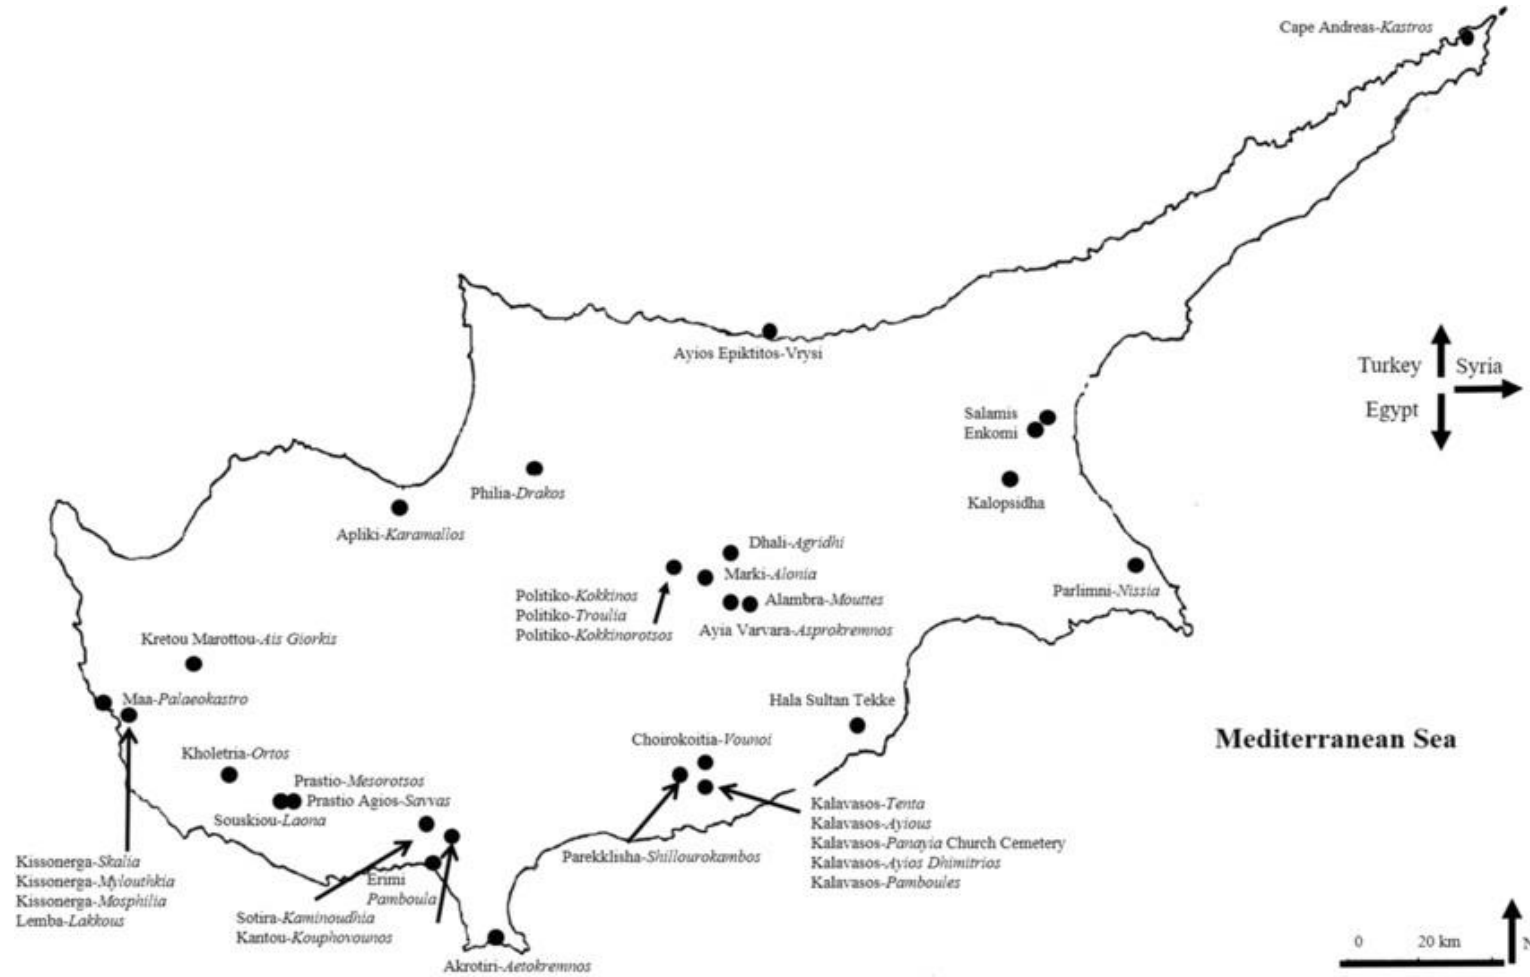 Cape Andreas-Kastros
Ayios Epiktitos-Vrysi
Turkey
Syria
Egypt
Salamis
Enkomi
Philia-Drakos
Kalopsidha
Apliki-Karamallos
Dhali-Agridhi
Marki-Alonia
Politiko-Kokkinos
Politiko-Troulia
Politiko-Kokkinorotsos
Alambra-Mouttes
Ayia Varvara-Asprokremnos
Parlimni-Nissia
Kretou Marottou-Ais Giorkis
Maa-Palaeokastro
Hala Sultan Tekke
Choirokoitia-Vounoi
Mediterranean Sea
Kholetria-Ortos
Prastio-Mesorotsos
Prastio Agios-Savvas
Souskiou-Laona
Kalavasos-Tenta
Kalavasos-Ayious
Kalavasos-Panayia Church Cemetery
Kalavasos-Ayios Dhimitrios
Kalavasos-Pamboules
Parekklisha-Shillourokambos
Kissonerga-Skalia
Kissonerga-Mylouthkia
Kissonerga-Mosphilia
Lemba-Lakkous
Erimi
Pamboula
Sotira-Kaminoudhia
Kantou-Kouphovounos
Akrotiri-Aetokremnos
0 20 km
N